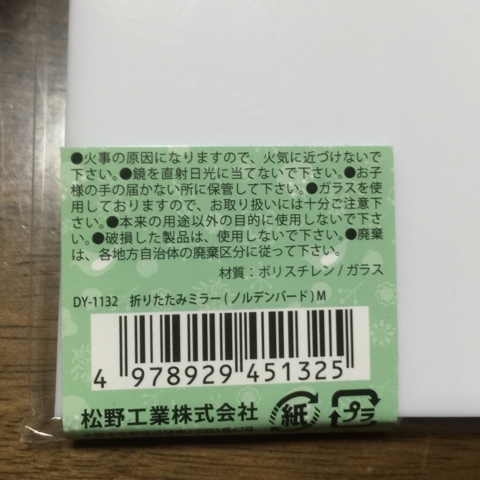 ●火事の原因になりますので、火気に近づけないで
下さい。●鏡を直射日光に当てないで下さい。●お子
様の手の届かない所に保管して下さい。●ガラスを使
用しておりますので、お取り扱いには十分ご注意下
さい。●本来の用途以外の目的に使用しないで下さ
い。●破損した製品は、使用しないで下さい。●廃棄
は、各地方自治体の廃棄区分に従って下さい。
材質：ポリスチレン/ガラス
DY-1132 折りたたみミラー(ノルデンバード)M
4 978929 451325
松野工業株式会社
紙
プラ